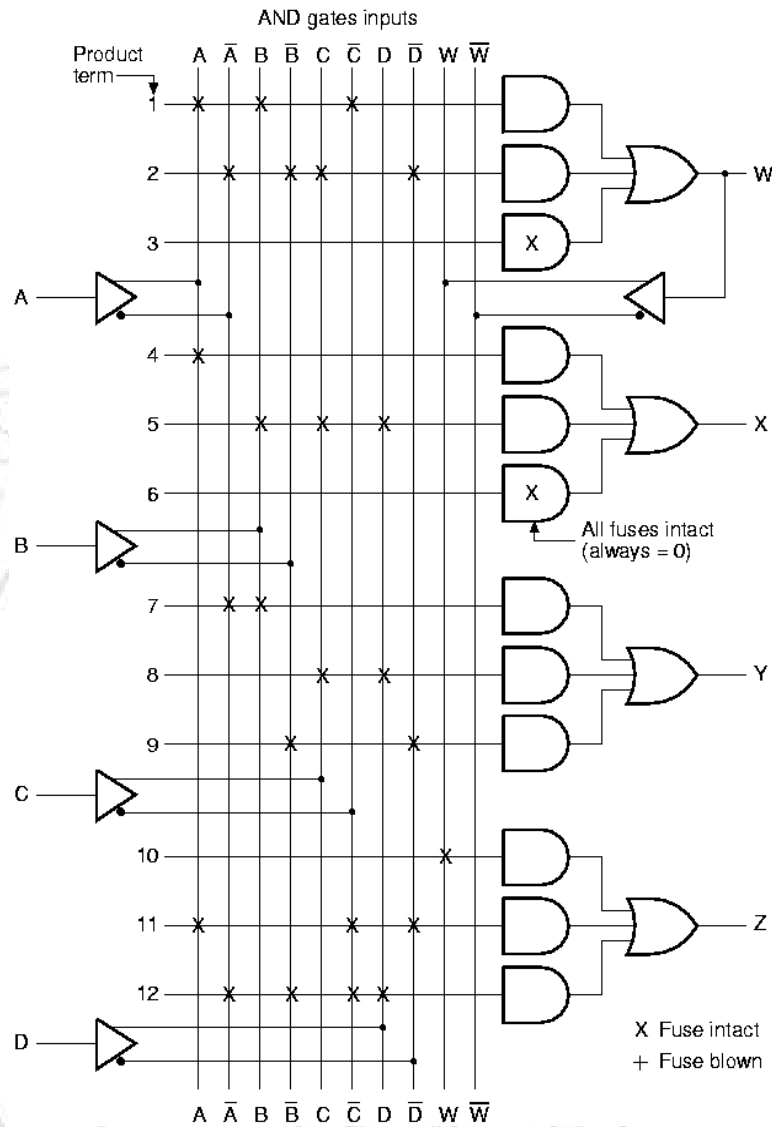 AND gates inputs
Product term
A A̅ B B̅ C C̅ D D̅ W W̅
1
2
W
3
A
4
5
X
6
All fuses intact
(always = 0)
B
7
8
Y
9
C
10
11
Z
12
X Fuse intact
D
+ Fuse blown
A A̅ B B̅ C C̅ D D̅ W W̅